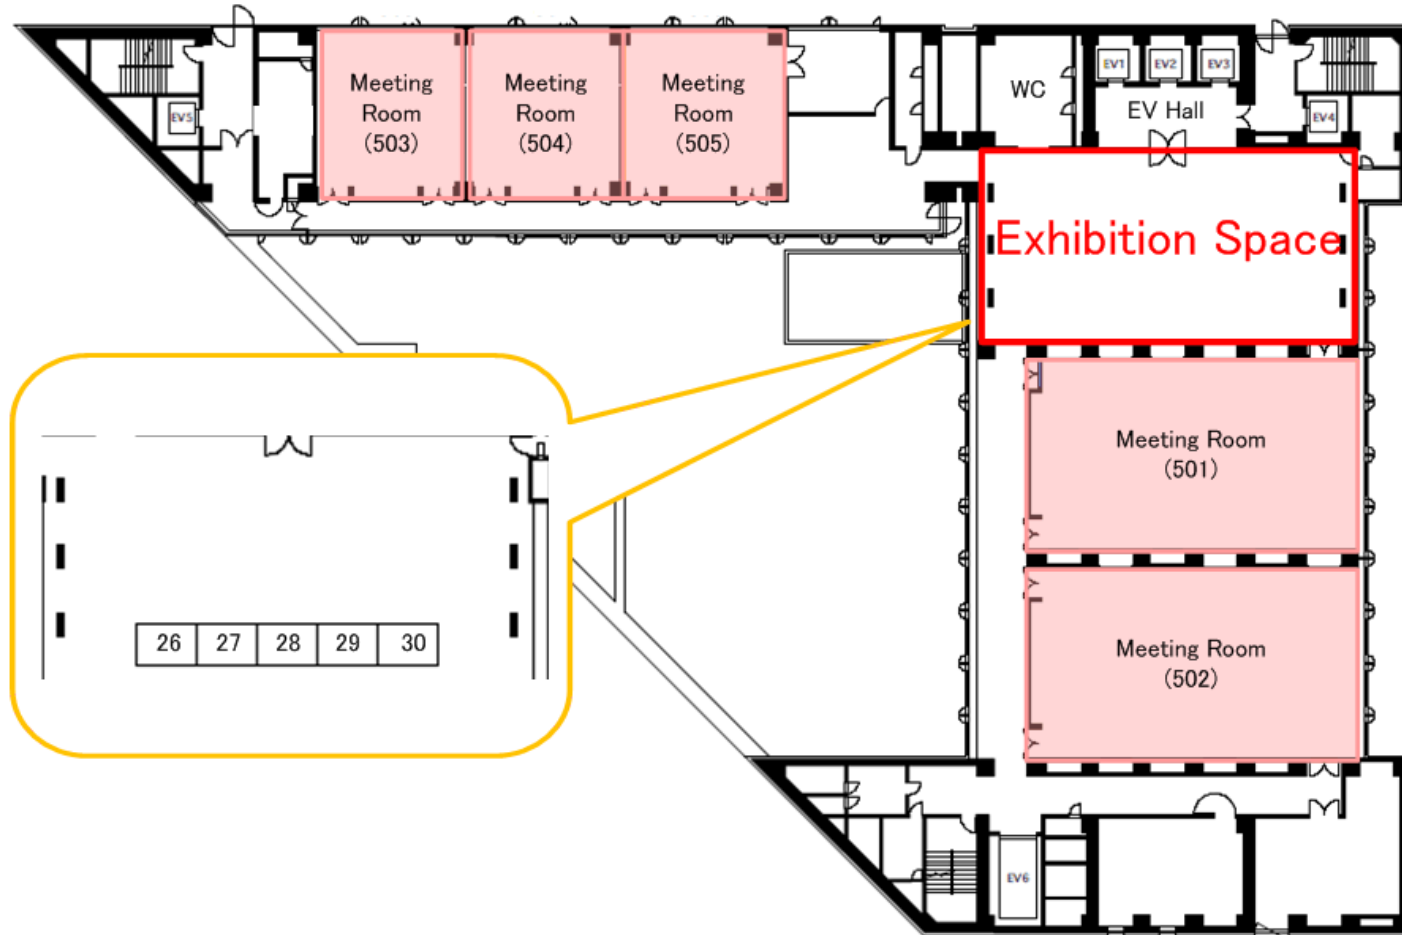 Meeting
Room
(503)
Meeting
Room
(504)
Meeting
Room
(505)
WC
EV1
EV2
EV3
EV Hall
EV4
EV5
Exhibition Space
Meeting Room
(501)
26
27
28
29
30
Meeting Room
(502)
EV6